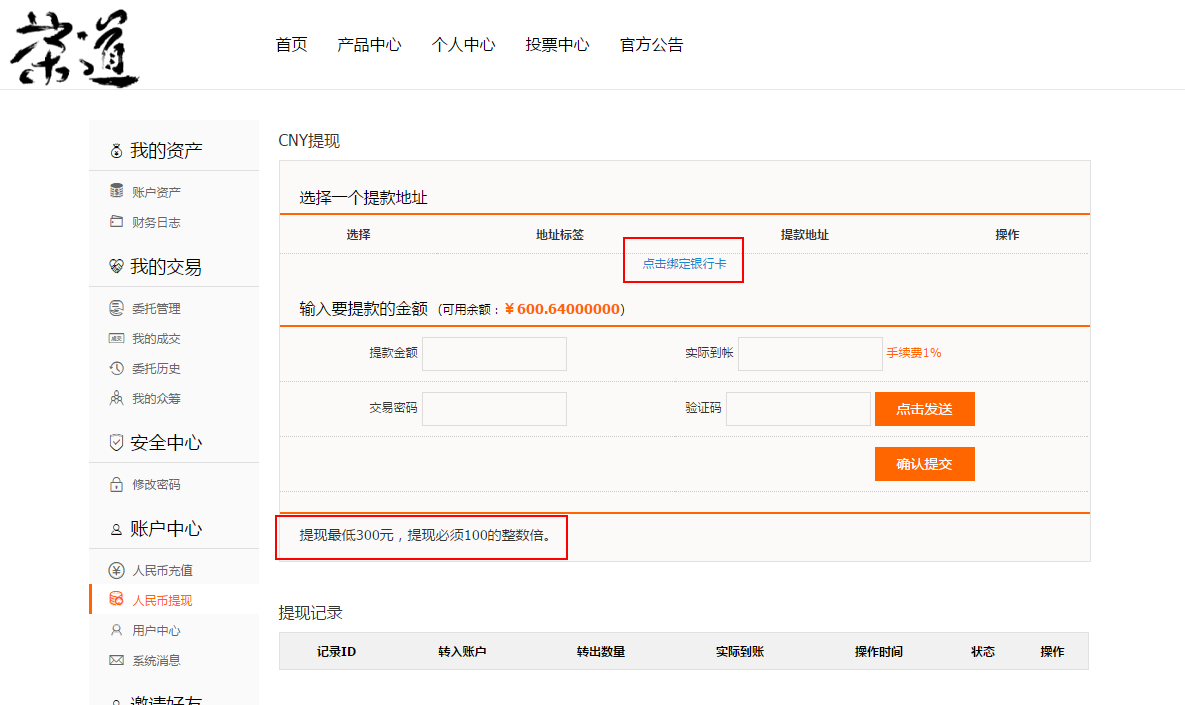 茶道
首页 产品中心 个人中心 投票中心 官方公告
我的资产
账户资产
财务日志
我的交易
委托管理
我的成交
委托历史
我的众筹
安全中心
修改密码
账户中心
人民币充值
人民币提现
用户中心
系统消息
邀请好友
CNY提现
选择一个提款地址
选择 地址标签 提款地址 操作
点击绑定银行卡
输入要提款的金额 (可用余额：￥600.64000000)
提款金额 实际到帐 手续费1%
交易密码 验证码 点击发送
确认提交
提现最低300元，提现必须100的整数倍。
提现记录
记录ID 转入账户 转出数量 实际到账 操作时间 状态 操作